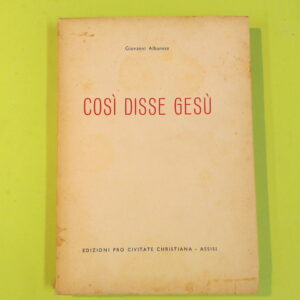 Giovanni Albanese
COSÌ DISSE GESÙ
EDIZIONI PRO CIVITATE CHRISTIANA - ASSISI